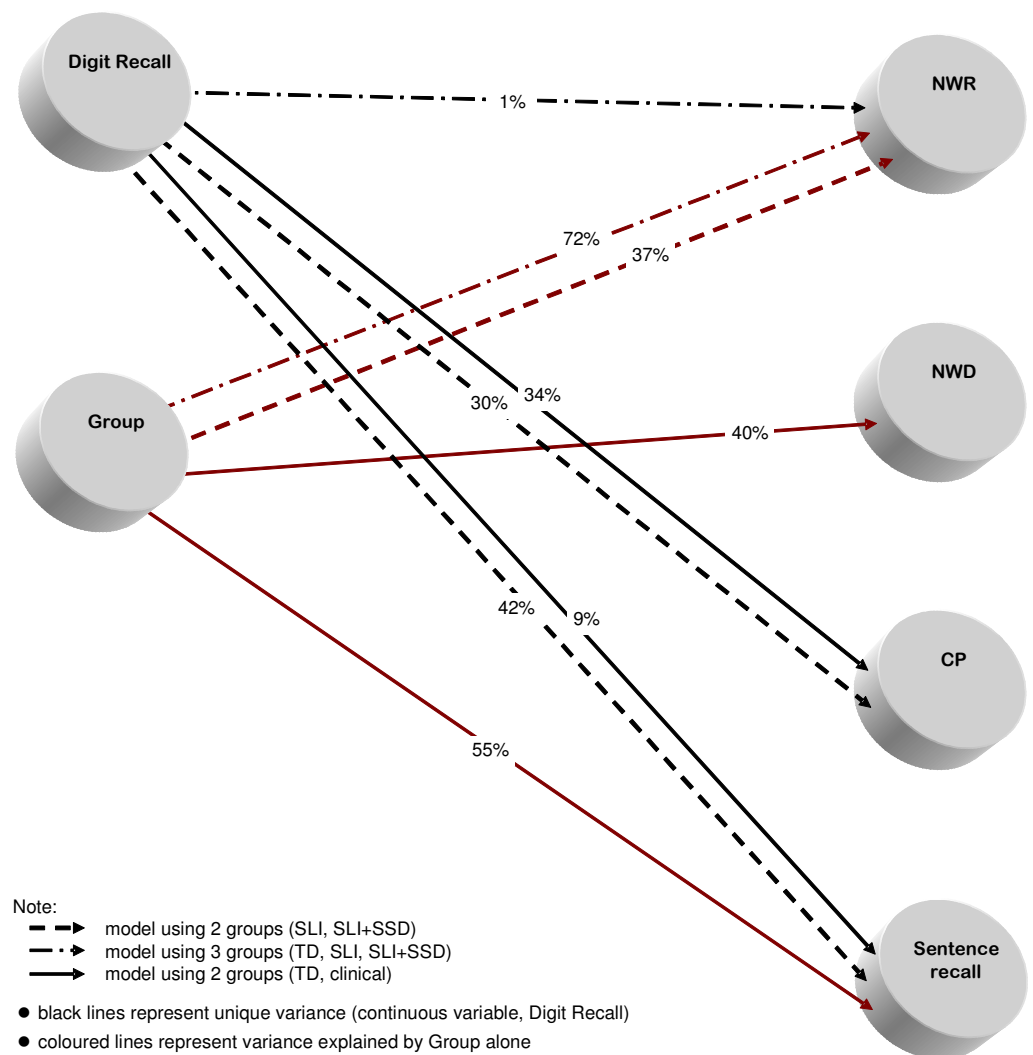 Digit Recall
NWR
1%
72%
37%
NWD
Group
30%
34%
40%
42%
9%
CP
55%
Note:
model using 2 groups (SLI, SLI+SSD)
model using 3 groups (TD, SLI, SLI+SSD)
model using 2 groups (TD, clinical)
Sentence
recall
● black lines represent unique variance (continuous variable, Digit Recall)
● coloured lines represent variance explained by Group alone